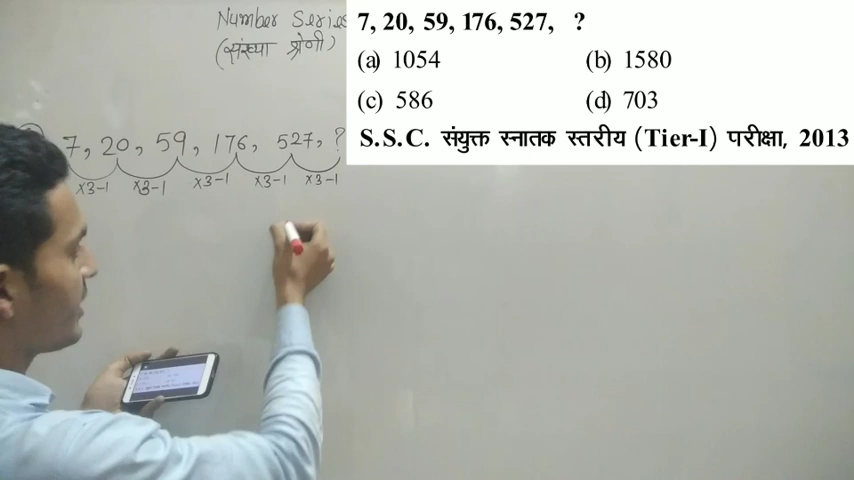 Number Series
(संख्या श्रेणी)
7, 20, 59, 176, 527, ?
(a) 1054 (b) 1580
(c) 586 (d) 703
S.S.C. संयुक्त स्नातक स्तरीय (Tier-I) परीक्षा, 2013
7, 20, 59, 176, 527, ?
×3-1 ×3-1 ×3-1 ×3-1 ×3-1